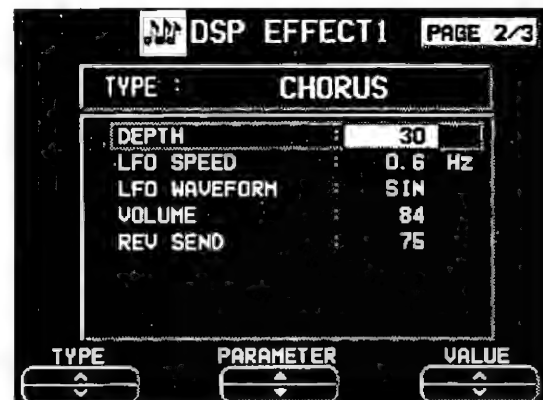 DSP EFFECT1 PAGE 2/3
TYPE : CHORUS
DEPTH : 30
LFO SPEED : 0.6 Hz
LFO WAVEFORM : SIN
VOLUME : 84
REV SEND : 75
TYPE PARAMETER VALUE